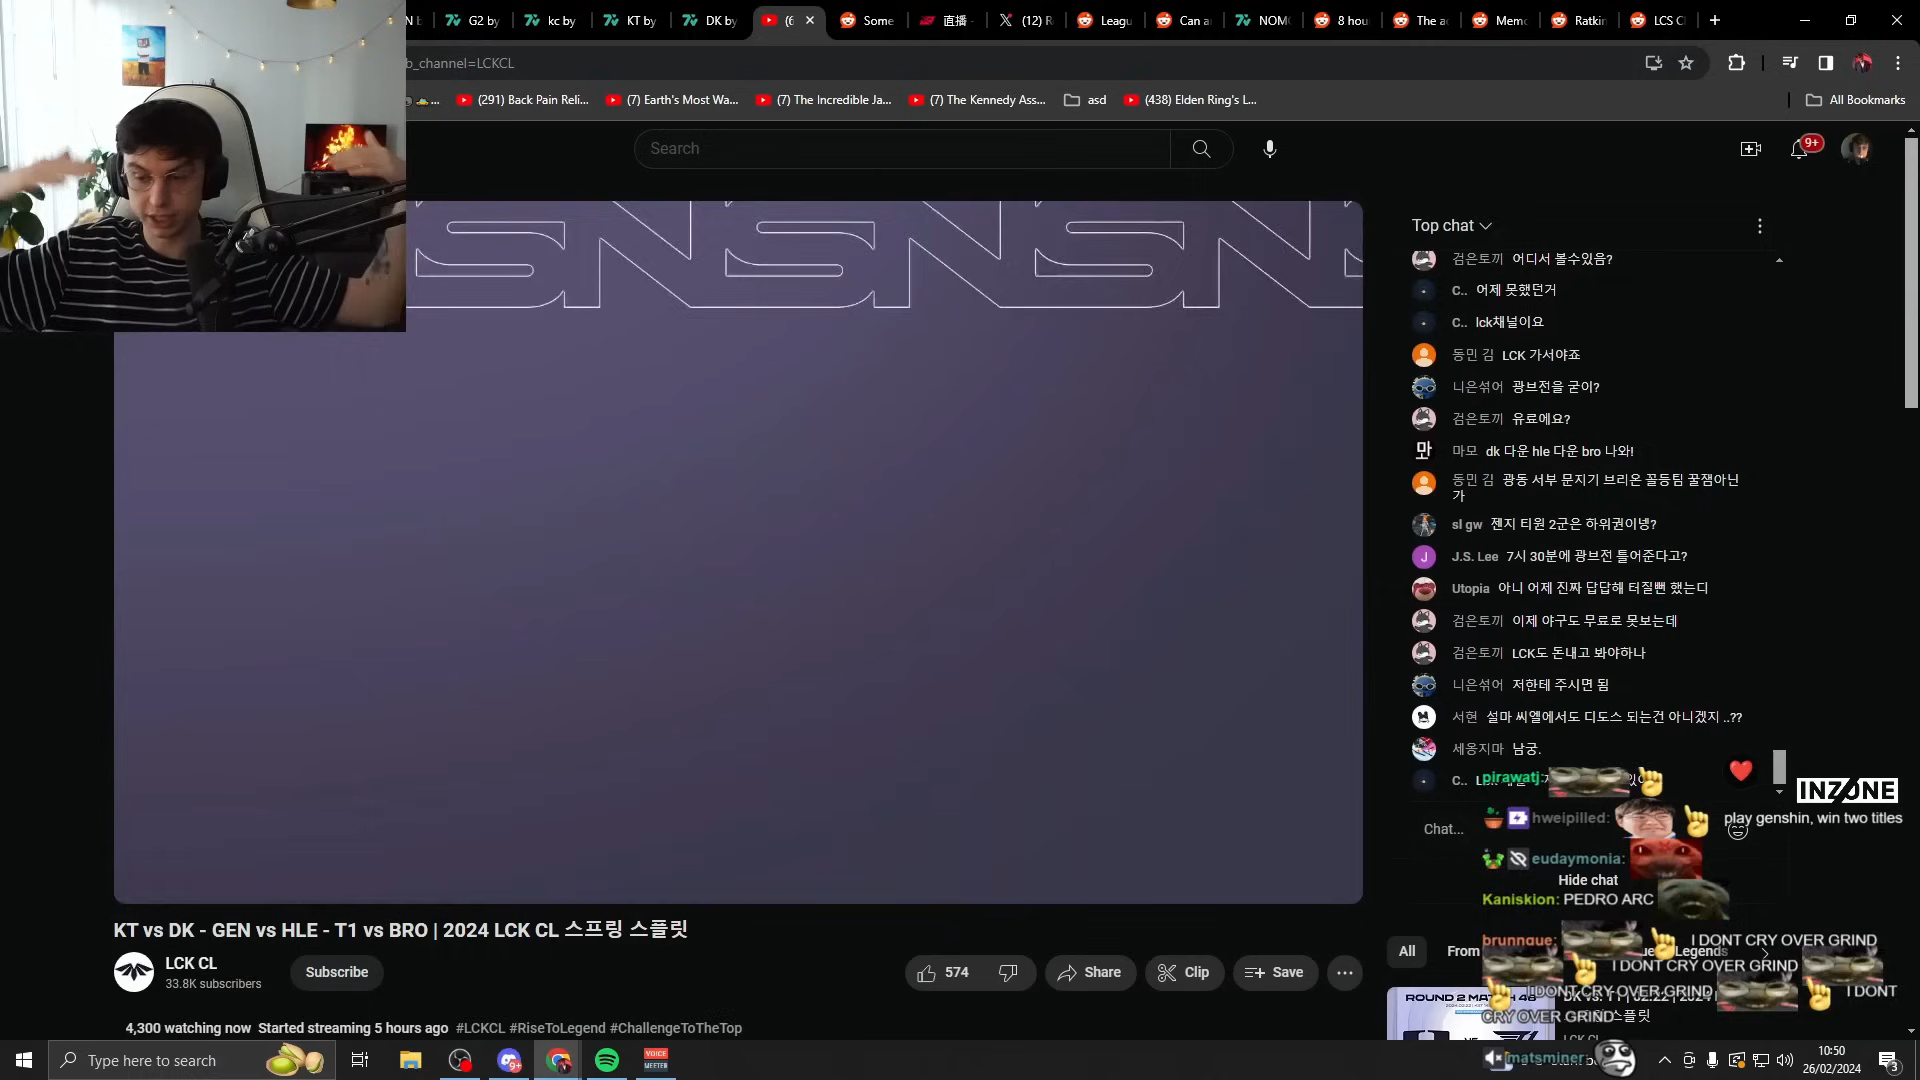 G2 by
kc by
KT by
DK by
Some
直播
(12)
Leagu
NOM
8 hour
Memo
Ratkin
b_channel=LCKCL
(291) Back Pain Reli...
(7) Earth's Most Wa...
(7) The Incredible Ja...
(7) The Kennedy Ass...
asd
(438) Elden Ring's L...
All Bookmarks
Search
9+
Top chat
검은토끼 어디서 볼수있음?
C.. 어제 못했던거
C.. lck채널이요
동민 김 LCK 가서야죠
니은섞어 광브전을 굳이?
검은토끼 유료에요?
마모 dk 다운 hle 다운 bro 나와!
동민 김 광동 서부 문지기 브리온 꼴등팀 꿀잼아닌
가
sl gw 젠지 티원 2군은 하위권이넹?
J
J.S. Lee 7시 30분에 광브전 틀어준다고?
Utopia 아니 어제 진짜 답답해 터질뻔 했는디
검은토끼 이제 야구도 무료로 못보는데
검은토끼 LCK도 돈내고 봐야하나
니은섞어 저한테 주시면 됨
서현 설마 씨엘에서도 디도스 되는건 아니겠지 ..??
세옹지마 남궁.
pirawatj:
INZONE
Chat...
hweipilled:
play genshin, win two titles
eudaymonia:
Hide chat
Kaniskion: PEDRO ARC
brunnaue: I DONT CRY OVER GRIND
I DONT CRY OVER GRIND
I DONT CRY OVER GRIND I DONT
CRY OVER GRIND
matsminer:
All
From
KT vs DK - GEN vs HLE - T1 vs BRO | 2024 LCK CL 스프링 스플릿
LCK CL
33.8K subscribers
Subscribe
574
Share
Clip
Save
4,300 watching now Started streaming 5 hours ago #LCKCL #RiseToLegend #ChallengeToTheTop
Type here to search
9+
VOICE
MEETER
10:50
26/02/2024
3